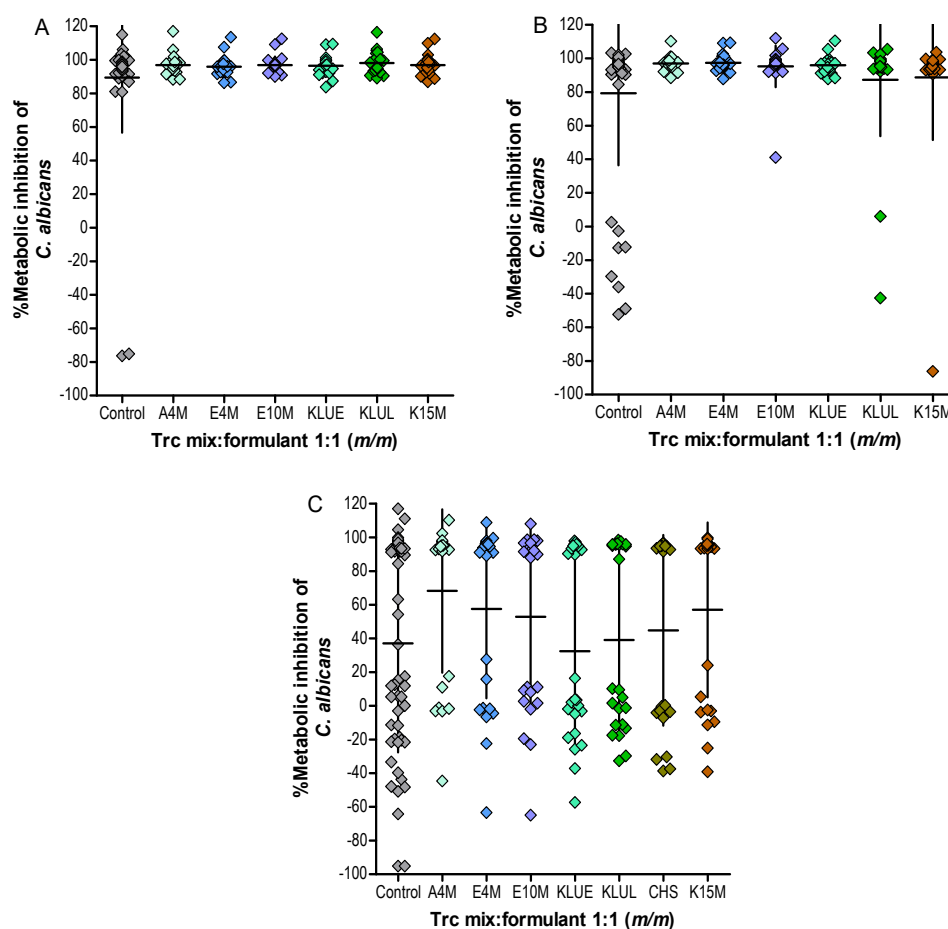 A
%Metabolic inhibition of
C. albicans
120
100
80
60
40
120
20
0
-20
-40
-60
-80
-100
Control A4M E4M E10M KLUE KLUL K15M
Trc mix:formulant 1:1 (m/m)
B
%Metabolic inhibition of
C. albicans
120
100
80
60
40
120
20
0
-20
-40
-60
-80
-100
Control A4M E4M E10M KLUE KLUL K15M
Trc mix:formulant 1:1 (m/m)
C
%Metabolic inhibition of
C. albicans
120
100
80
60
40
20
0
-20
-40
-60
-80
-100
Control A4M E4M E10M KLUE KLUL CHS K15M
Trc mix:formulant 1:1 (m/m)